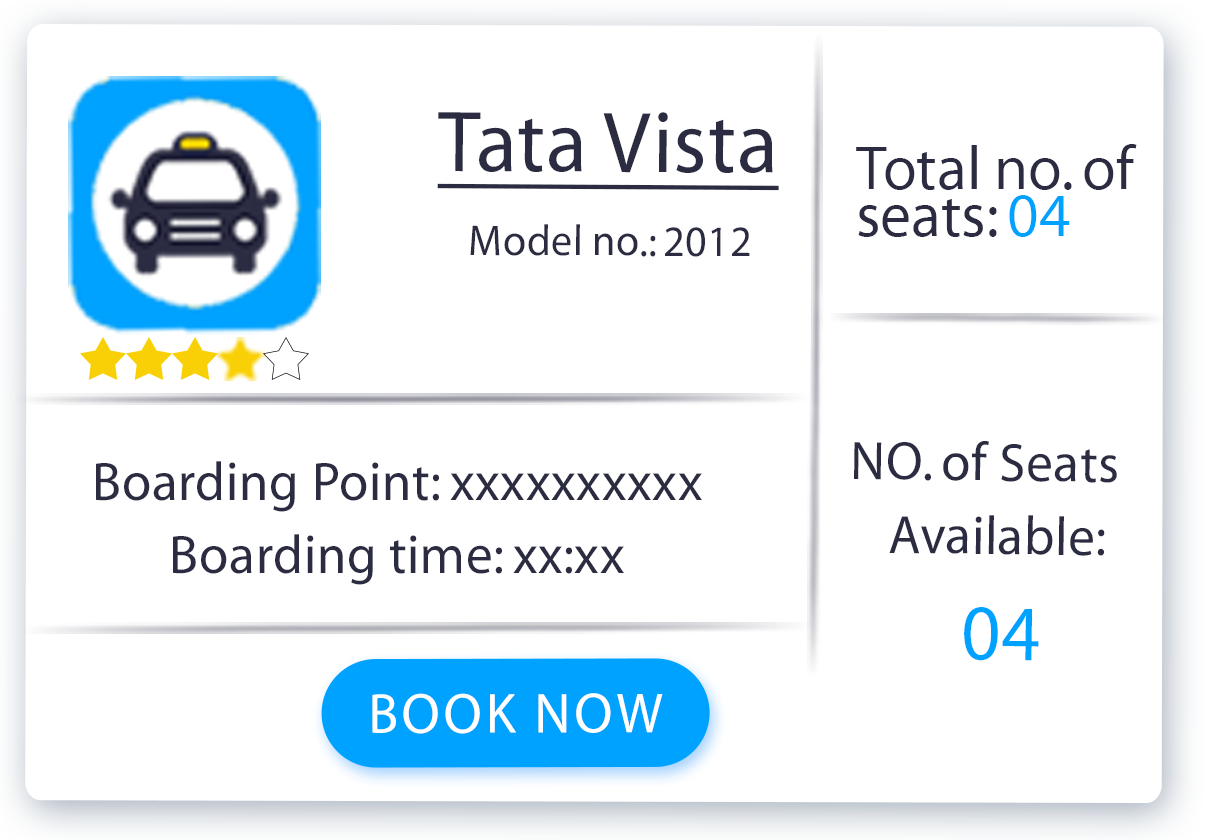 Tata Vista
Model no.: 2012
Total no. of
seats: 04
Boarding Point: xxxxxxxxxx
Boarding time: xx:xx
NO. of Seats
Available:
04
BOOK NOW